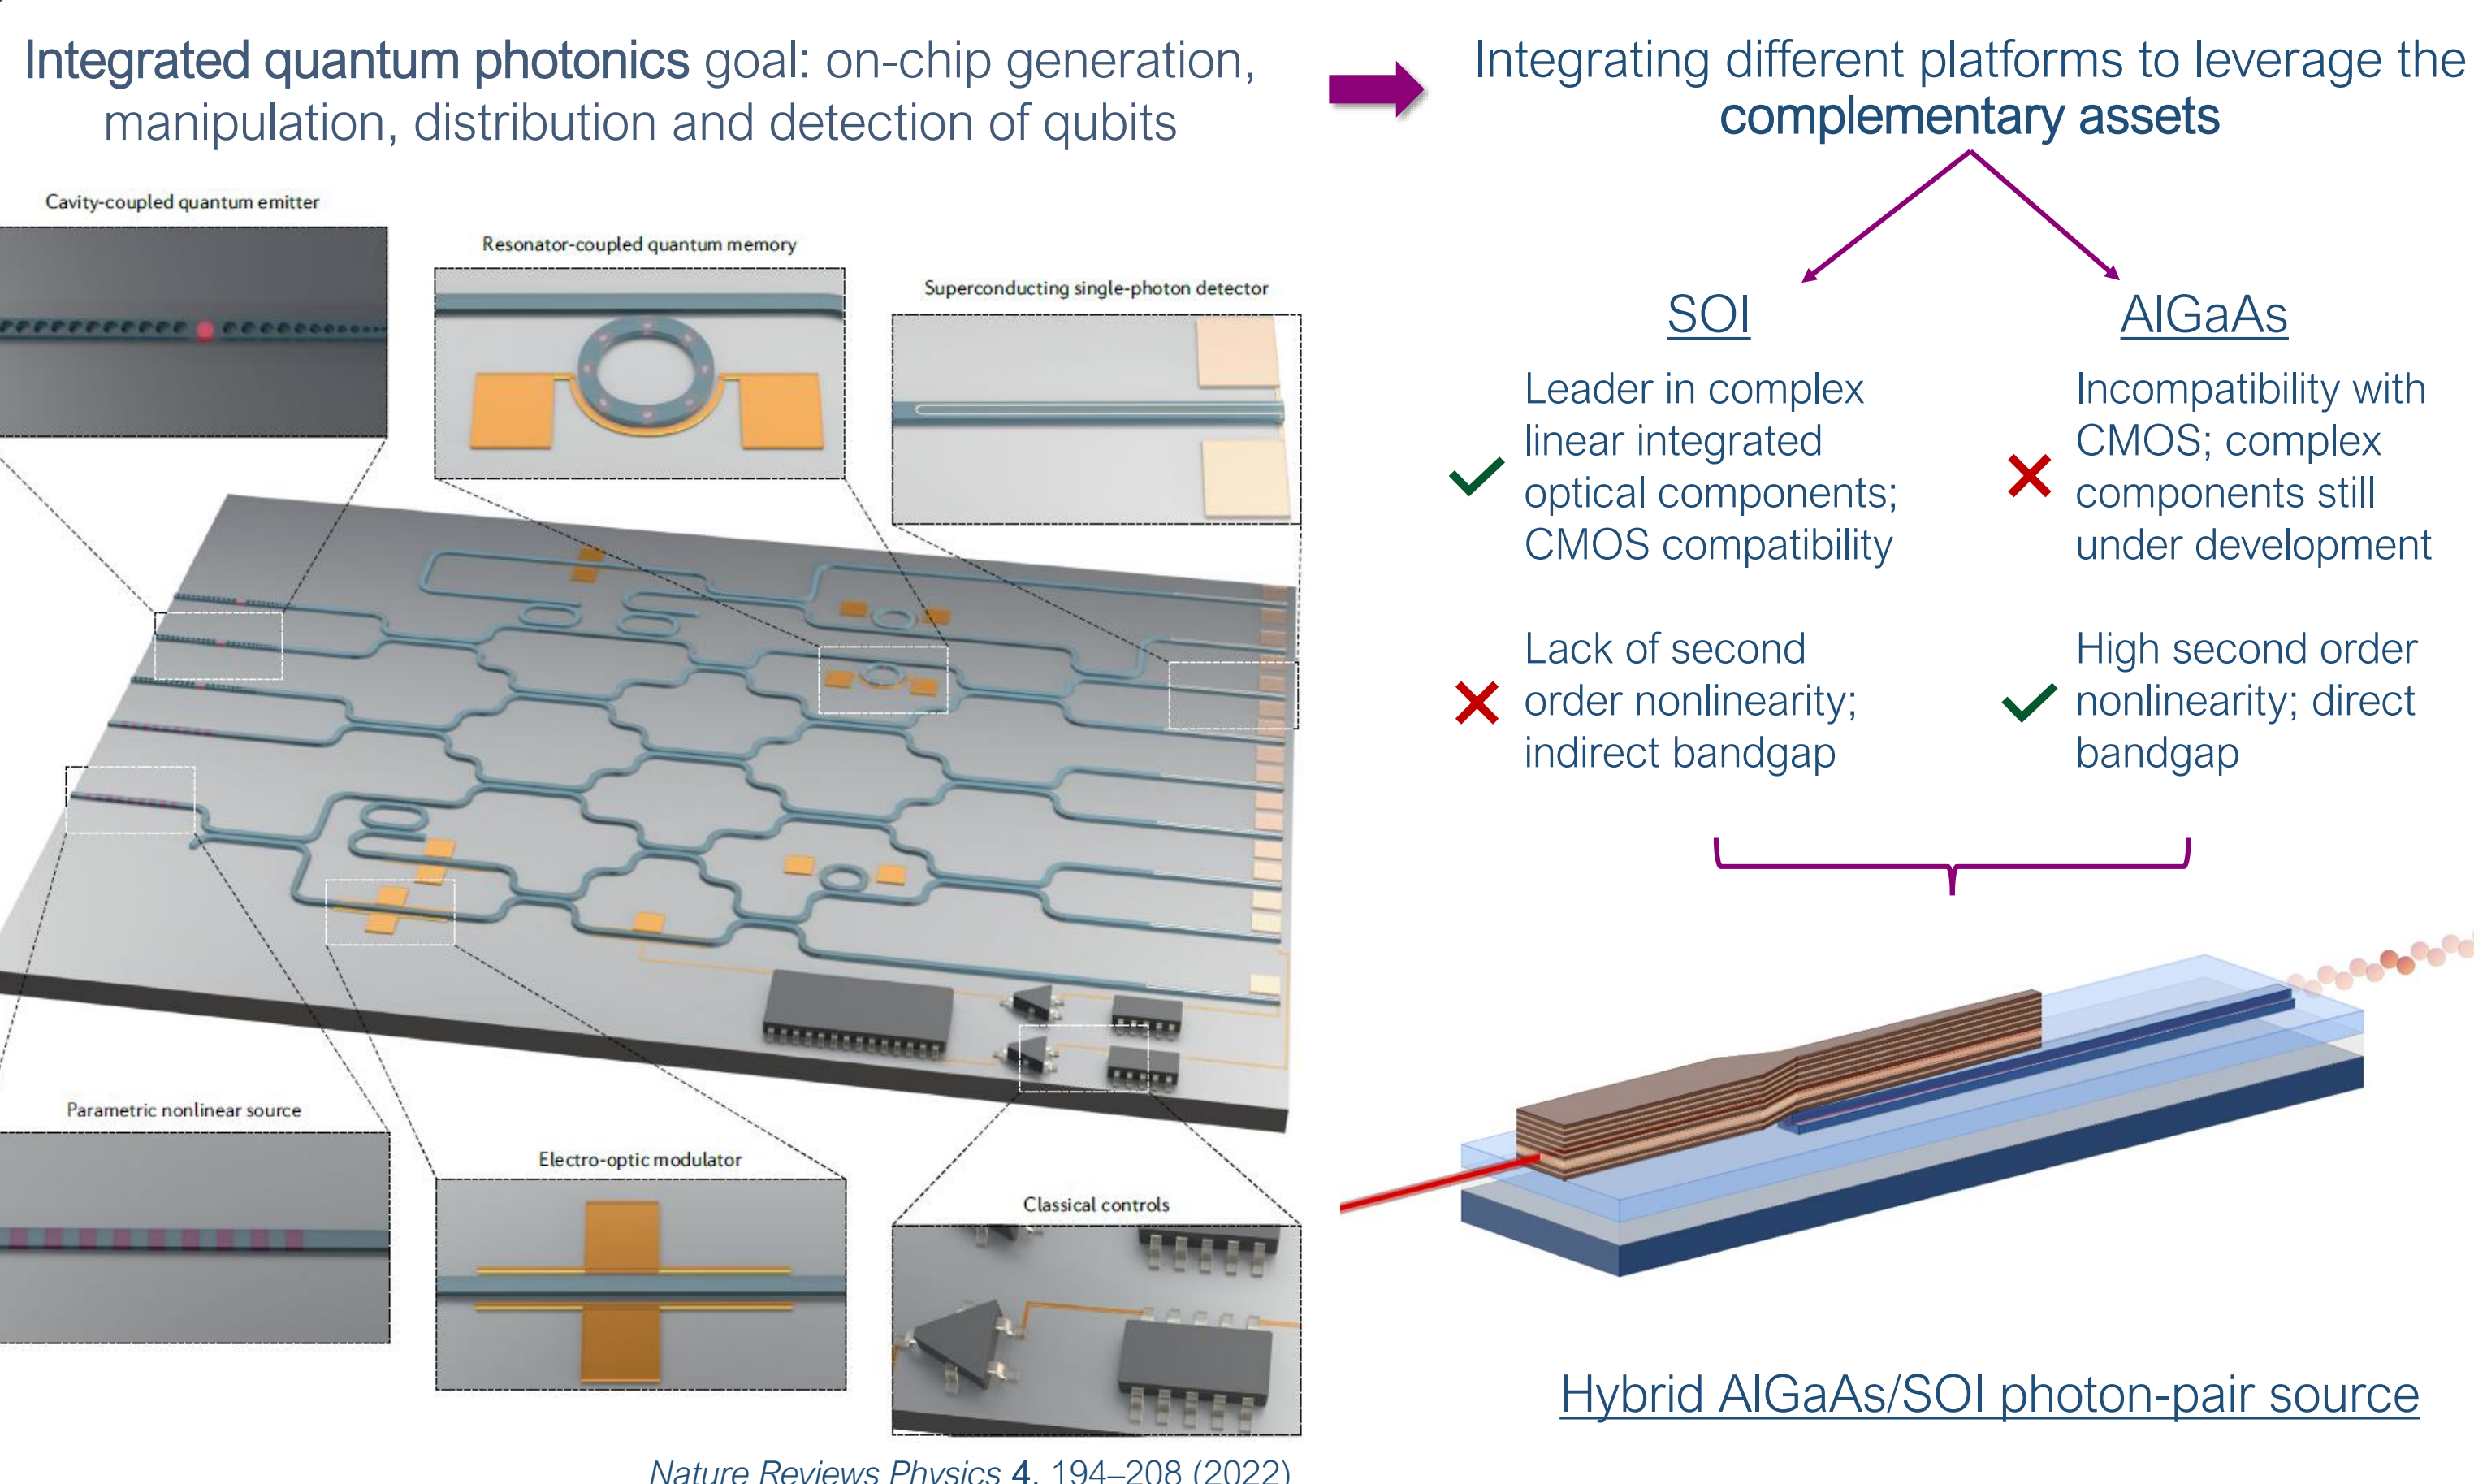 Integrated quantum photonics goal: on-chip generation,
manipulation, distribution and detection of qubits
Integrating different platforms to leverage the
complementary assets
Cavity-coupled quantum emitter
Resonator-coupled quantum memory
Superconducting single-photon detector
Parametric nonlinear source
Electro-optic modulator
Classical controls
Nature Reviews Physics 4, 194–208 (2022)
SOI
Leader in complex
linear integrated
optical components;
CMOS compatibility
Lack of second
order nonlinearity;
indirect bandgap
AlGaAs
Incompatibility with
CMOS; complex
components still
under development
High second order
nonlinearity; direct
bandgap
Hybrid AlGaAs/SOI photon-pair source